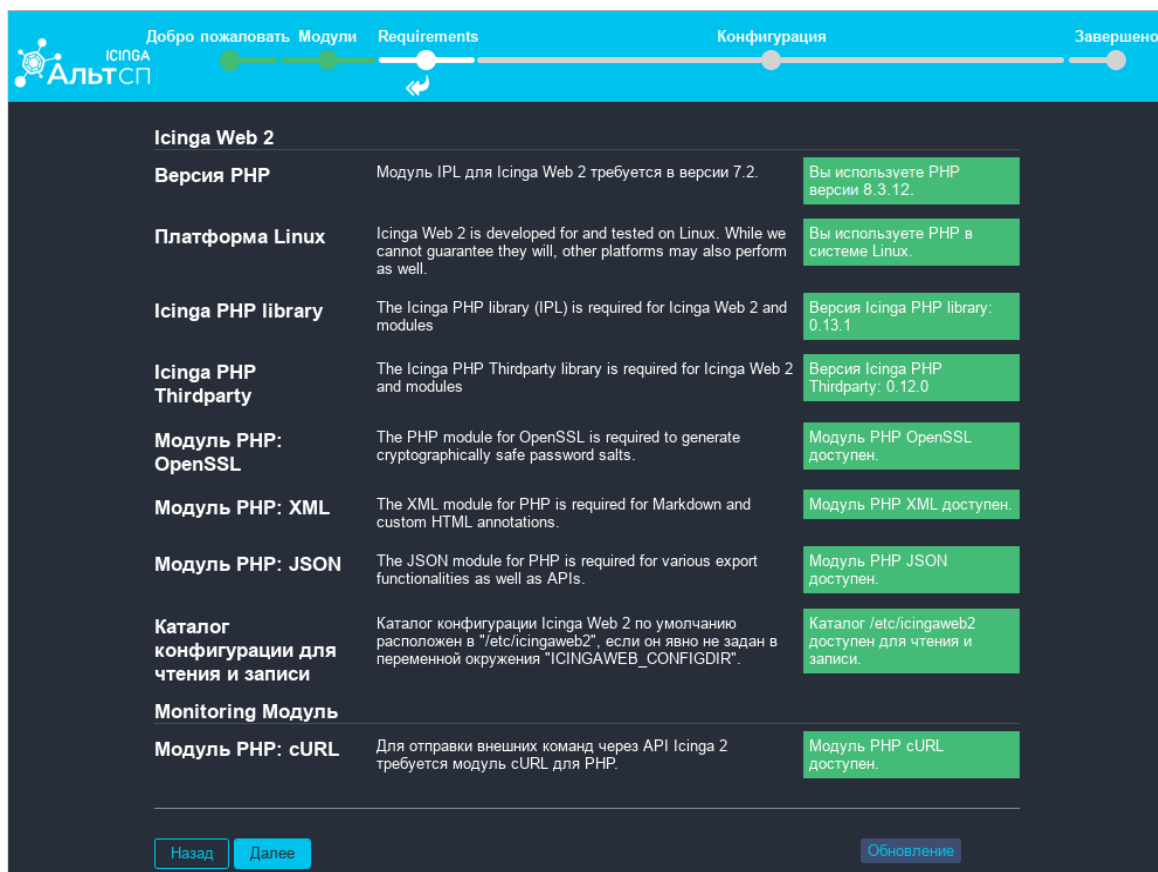 Добро пожаловать Модули Requirements Конфигурация Завершено
ICINGA
АЛЬТСП
Icinga Web 2
Версия PHP
Модуль IPL для Icinga Web 2 требуется в версии 7.2.
Вы используете PHP
версии 8.3.12.
Платформа Linux
Icinga Web 2 is developed for and tested on Linux. While we
cannot guarantee they will, other platforms may also perform
as well.
Вы используете PHP в
системе Linux.
Icinga PHP library
The Icinga PHP library (IPL) is required for Icinga Web 2 and
modules
Версия Icinga PHP library:
0.13.1
Icinga PHP
Thirdparty
The Icinga PHP Thirdparty library is required for Icinga Web 2
and modules
Версия Icinga PHP
Thirdparty: 0.12.0
Модуль PHP:
OpenSSL
The PHP module for OpenSSL is required to generate
cryptographically safe password salts.
Модуль PHP OpenSSL
доступен.
Модуль PHP: XML
The XML module for PHP is required for Markdown and
custom HTML annotations.
Модуль PHP XML доступен.
Модуль PHP: JSON
The JSON module for PHP is required for various export
functionalities as well as APIs.
Модуль PHP JSON
доступен.
Каталог
конфигурации для
чтения и записи
Каталог конфигурации Icinga Web 2 по умолчанию
расположен в "/etc/icingaweb2", если он явно не задан в
переменной окружения "ICINGAWEB_CONFIGDIR".
Каталог /etc/icingaweb2
доступен для чтения и
записи.
Monitoring Модуль
Модуль PHP: cURL
Для отправки внешних команд через API Icinga 2
требуется модуль cURL для PHP.
Модуль PHP cURL
доступен.
Назад Далее Обновление